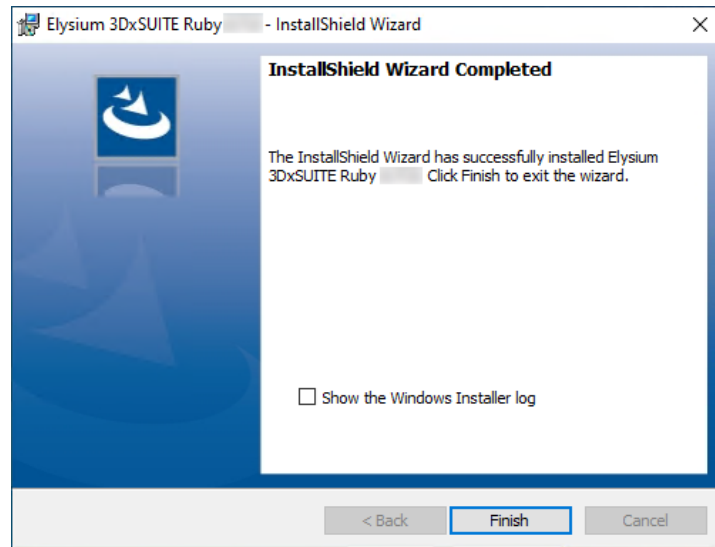 Elysium 3DxSUITE Ruby - InstallShield Wizard
InstallShield Wizard Completed
The InstallShield Wizard has successfully installed Elysium
3DxSUITE Ruby Click Finish to exit the wizard.
Show the Windows Installer log
< Back Finish Cancel